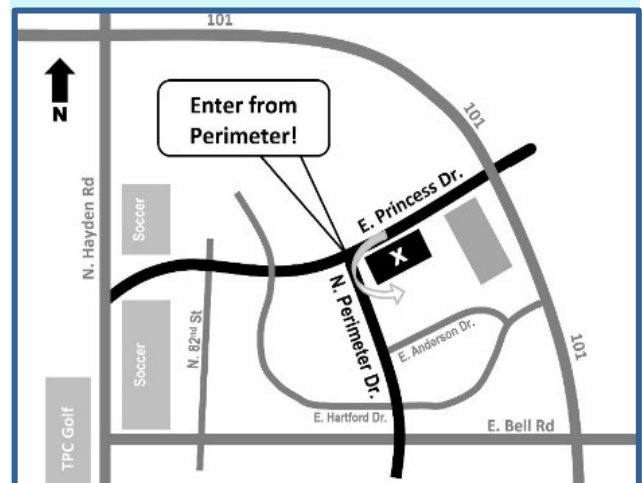 101
N
Enter from
Perimeter!
101
N. Hayden Rd
Soccer
E. Princess Dr.
X
N. 82nd St
N. Perimeter Dr.
Soccer
E. Anderson Dr.
101
E. Hartford Dr.
E. Bell Rd
TPC Golf